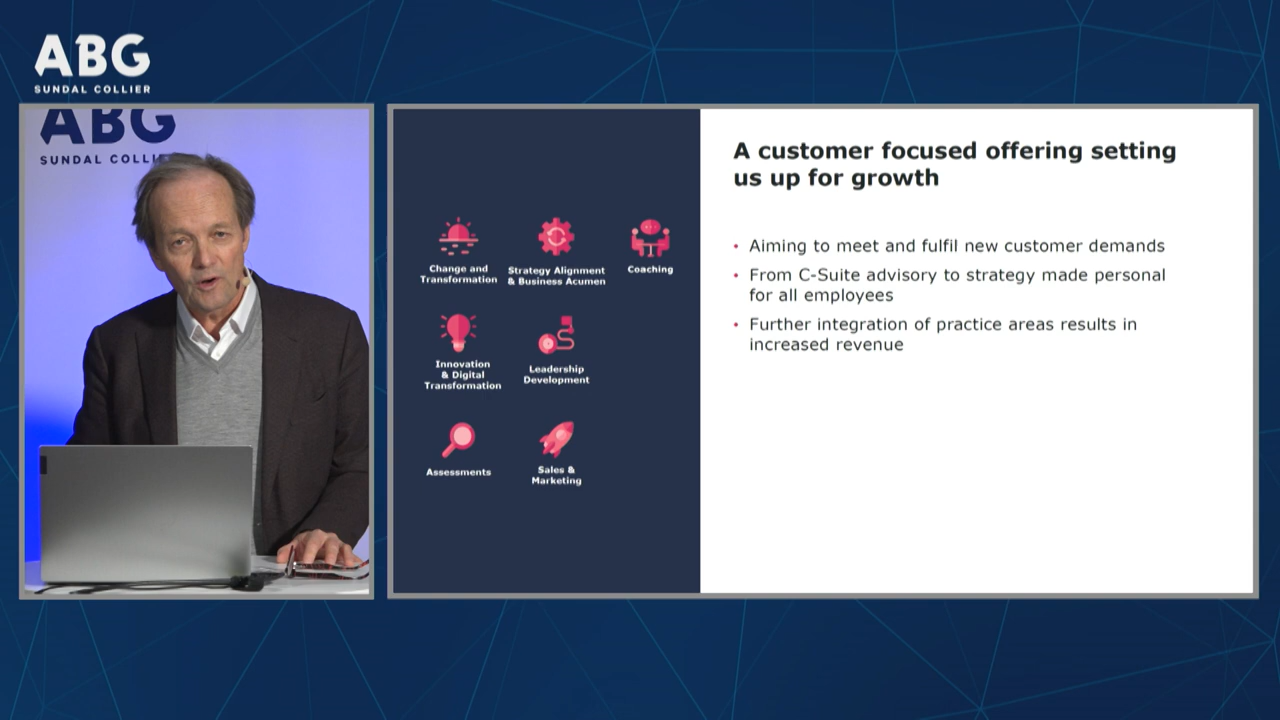 ABG
SUNDAL COLLIER
ABG
SUNDAL COLLIE
Change and
Transformation
Strategy Alignment
& Business Acumen
Coaching
Innovation
& Digital
Transformation
Leadership
Development
Assessments
Sales &
Marketing
A customer focused offering setting
us up for growth
• Aiming to meet and fulfil new customer demands
• From C-Suite advisory to strategy made personal
for all employees
• Further integration of practice areas results in
increased revenue